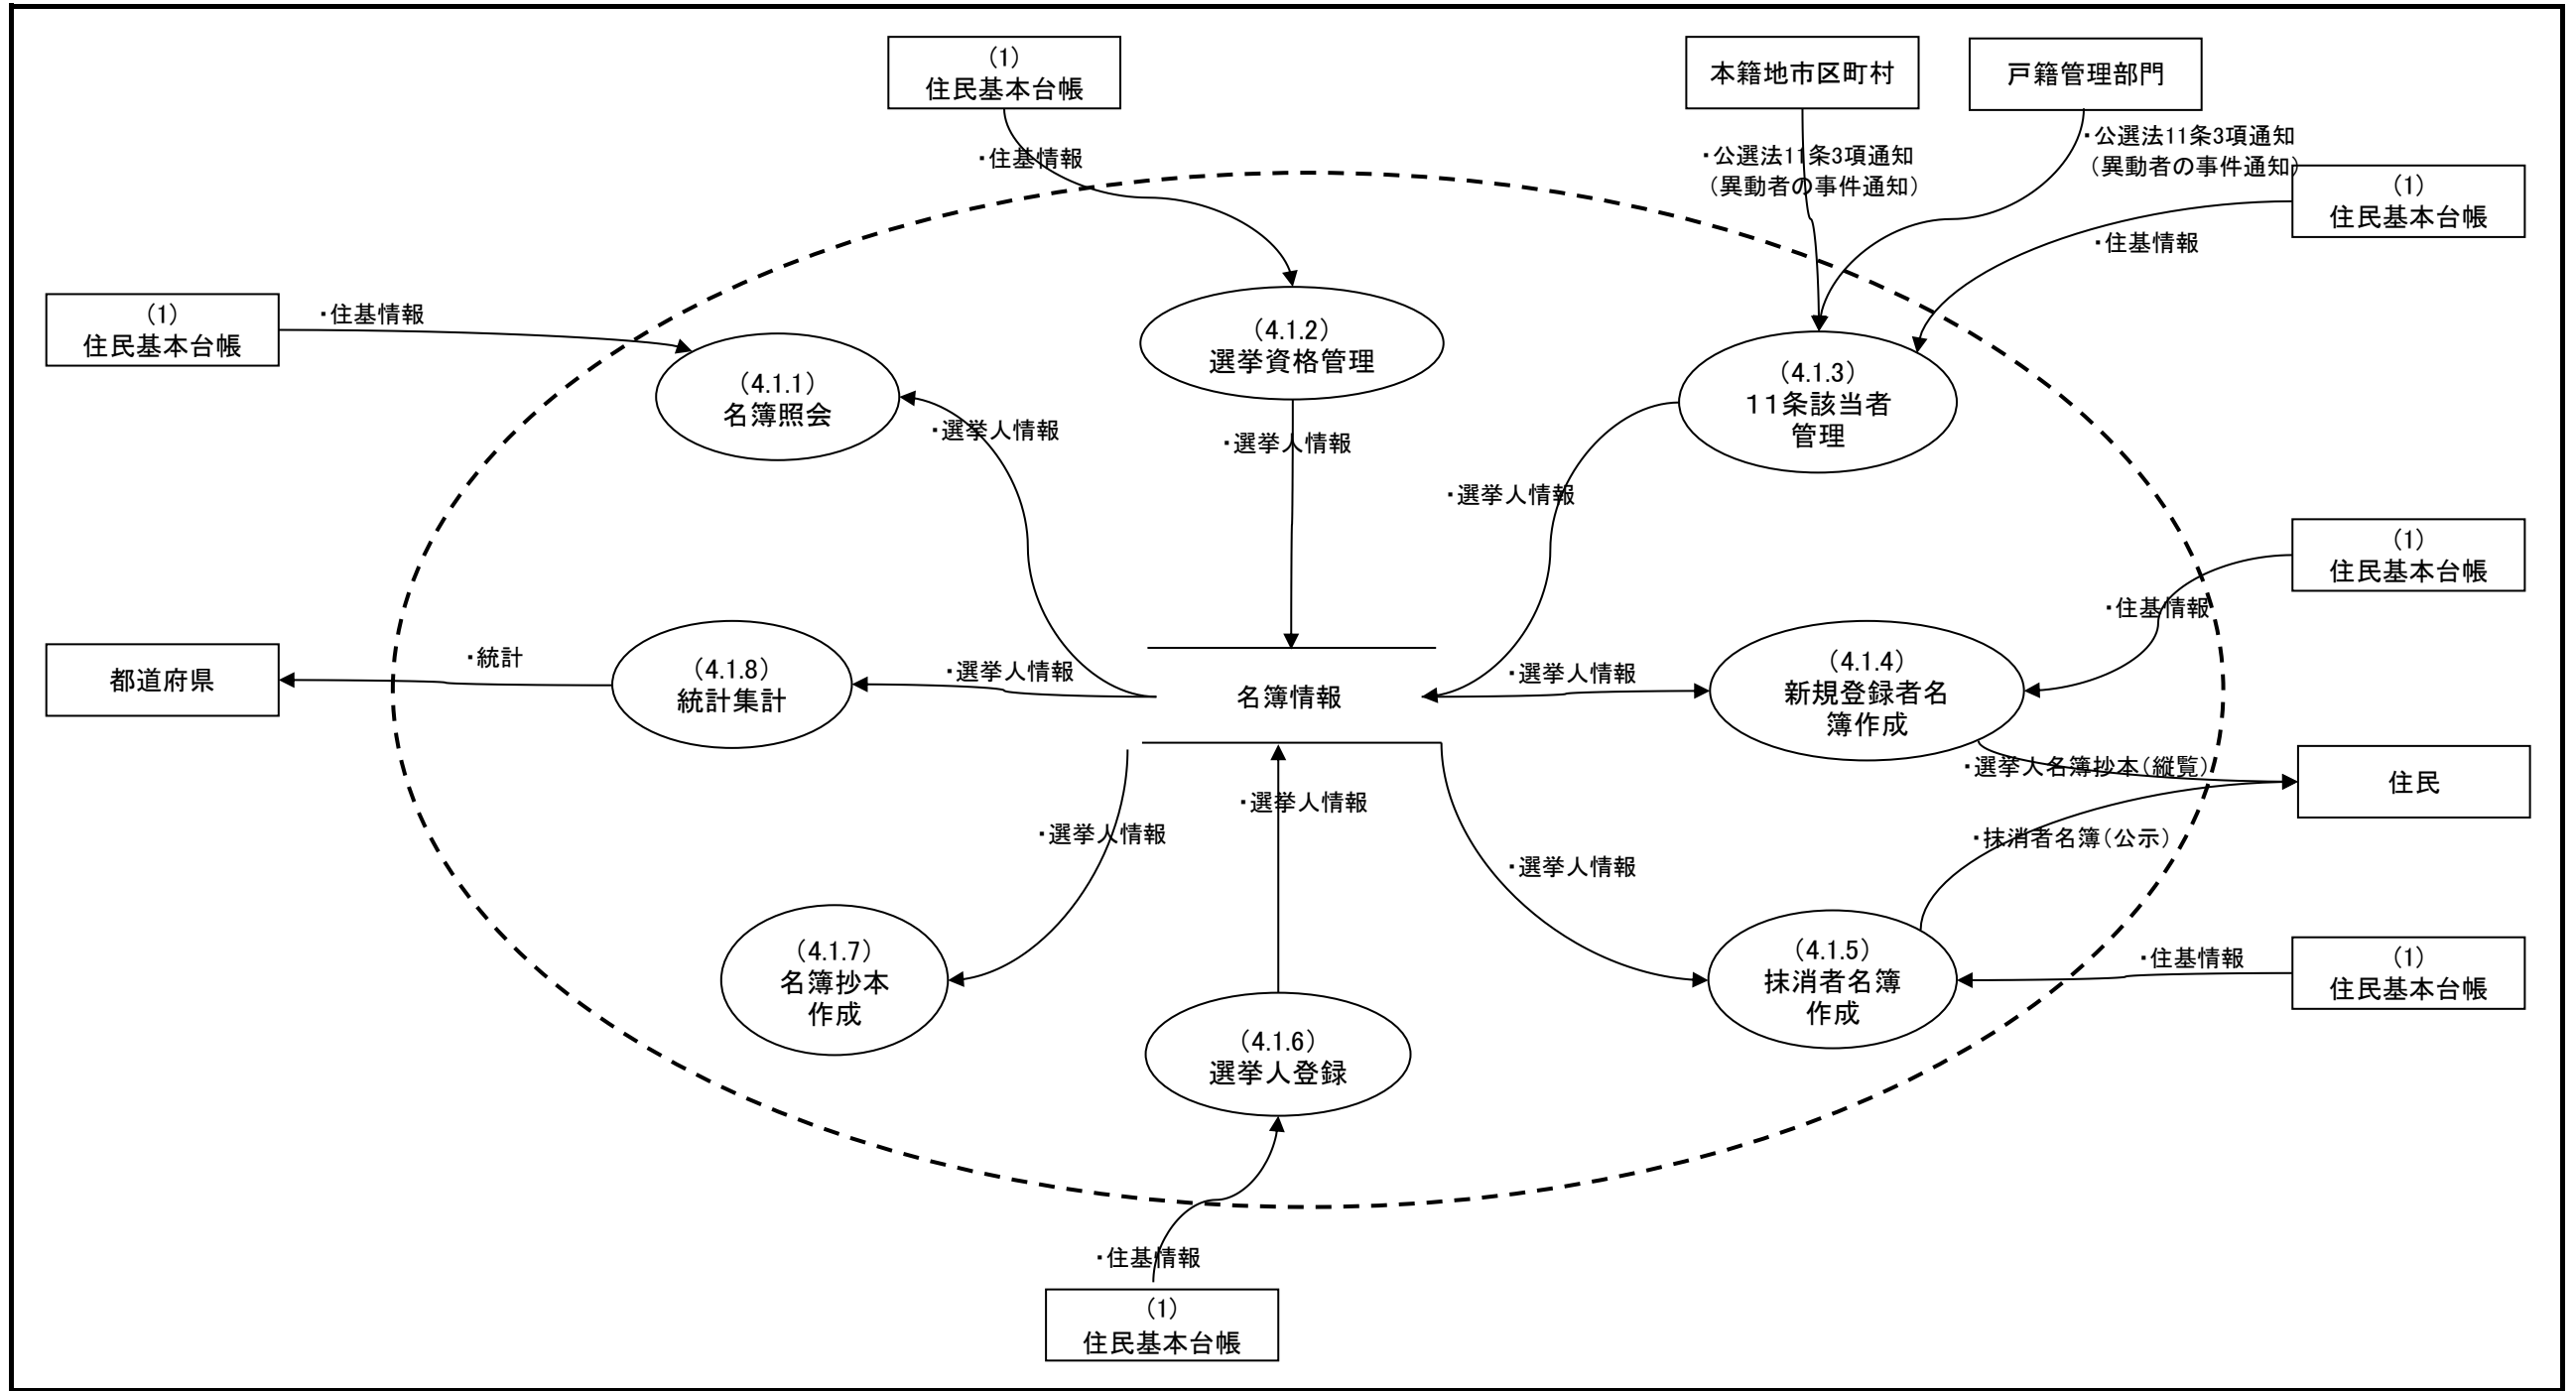 （1）
住民基本台帳
本籍地市区町村
戸籍管理部門
・住基情報
・公選法11条3項通知
（異動者の事件通知）
・公選法11条3項通知
（異動者の事件通知）
（1）
住民基本台帳
・住基情報
（1）
住民基本台帳
・住基情報
（4.1.1）
名簿照会
・選挙人情報
（4.1.2）
選挙資格管理
・選挙人情報
（4.1.3）
１１条該当者
管理
・選挙人情報
（1）
住民基本台帳
・住基情報
都道府県
・統計
（4.1.8）
統計集計
・選挙人情報
名簿情報
・選挙人情報
（4.1.4）
新規登録者名
簿作成
・選挙人名簿抄本（縦覧）
住民
・抹消者名簿（公示）
・選挙人情報
・選挙人情報
・選挙人情報
（4.1.7）
名簿抄本
作成
（4.1.6）
選挙人登録
（4.1.5）
抹消者名簿
作成
・住基情報
（1）
住民基本台帳
・住基情報
（1）
住民基本台帳